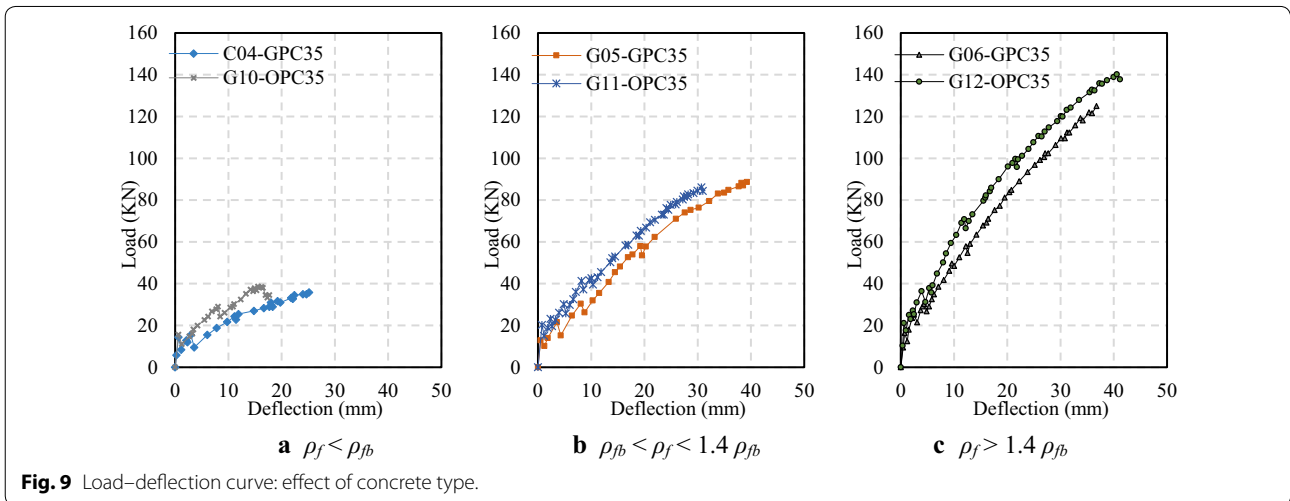 160
140
120
100
80
60
40
20
0
Load (KN)
C04-GPC35
G10-OPC35
0 10 20 30 40 50
Deflection (mm)
a ρf < ρfb
160
140
120
100
80
60
40
20
0
Load (KN)
G05-GPC35
G11-OPC35
0 10 20 30 40 50
Deflection (mm)
b ρfb < ρf < 1.4 ρfb
160
140
120
100
80
60
40
20
0
Load (KN)
G06-GPC35
G12-OPC35
0 10 20 30 40 50
Deflection (mm)
c ρf > 1.4 ρfb
Fig. 9 Load–deflection curve: effect of concrete type.